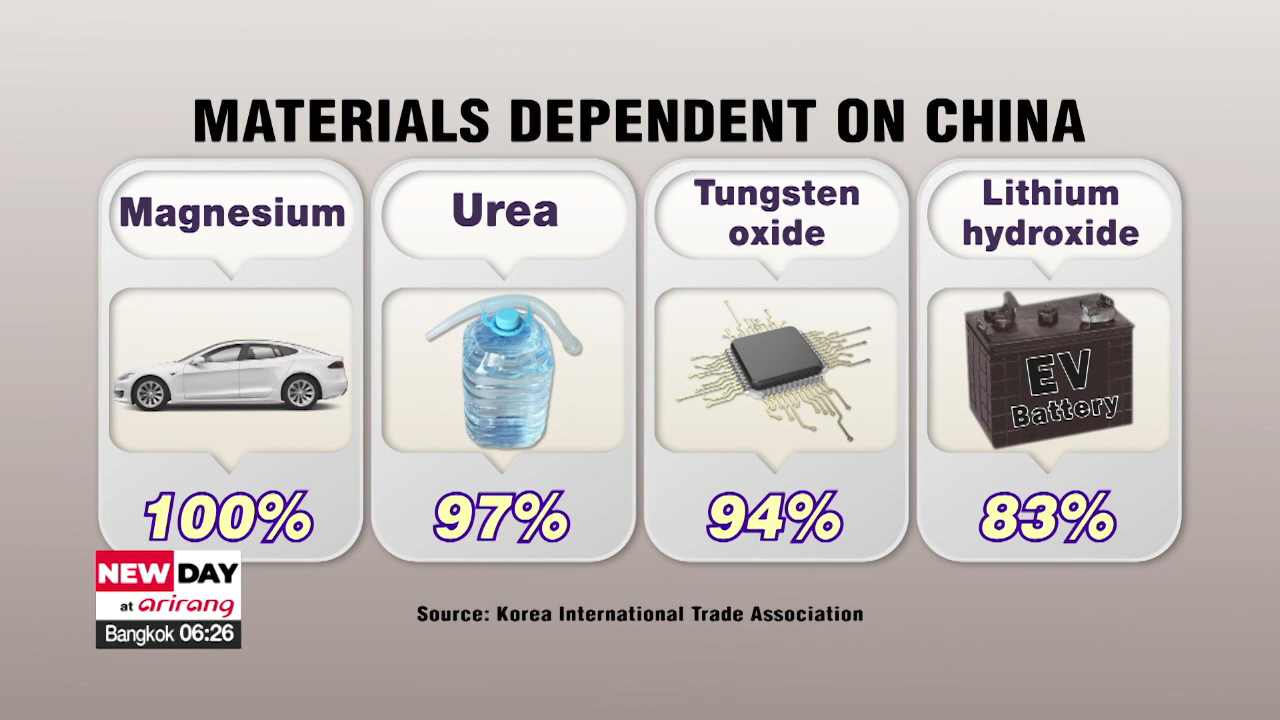 MATERIALS DEPENDENT ON CHINA
Magnesium
100%
Urea
97%
Tungsten
oxide
94%
Lithium
hydroxide
EV
Battery
83%
NEW DAY
at arirang
Bangkok 06:26
Source: Korea International Trade Association